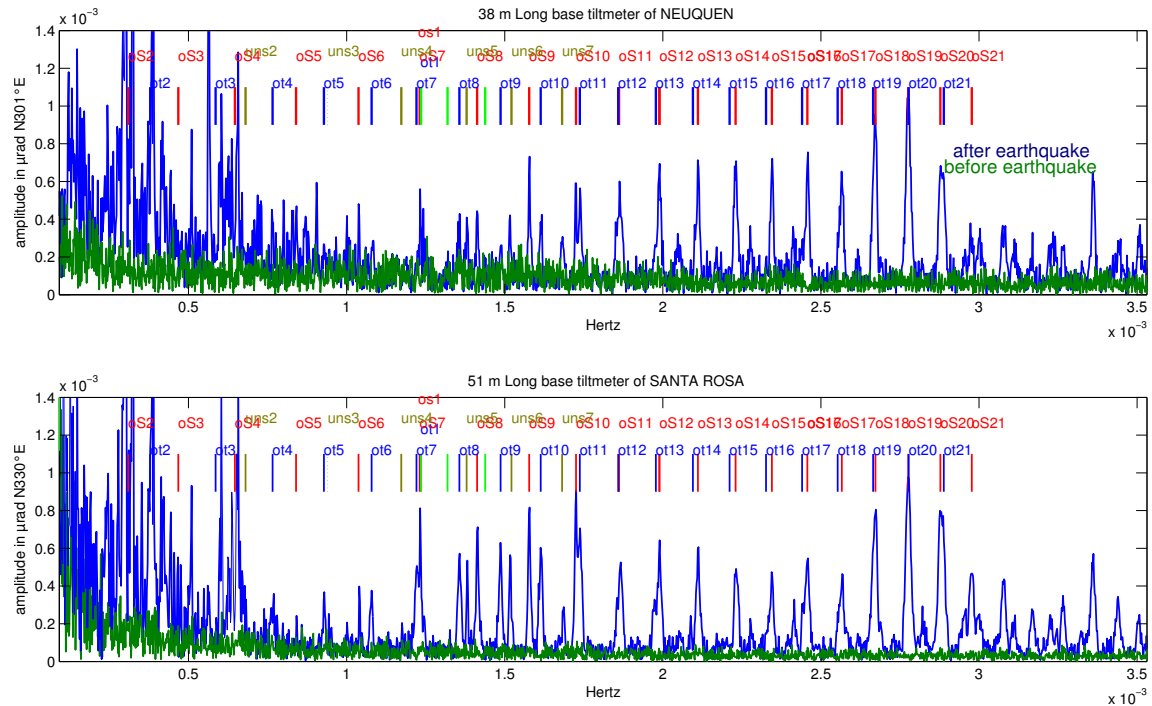 38 m Long base tiltmeter of NEUQUEN
x 10⁻³
1.4
1.2
1
0.8
0.6
0.4
0.2
0
amplitude in µrad N301°E
os1
uns2 uns3 uns4 uns5 uns6 uns7
oS2 oS3 oS4 oS5 oS6 oS7 oS8 oS9 oS10 oS11 oS12 oS13 oS14 oS15 oS16 oS17 oS18 oS19 oS20 oS21
ot1
ot2 ot3 ot4 ot5 ot6 ot7 ot8 ot9 ot10 ot11 ot12 ot13 ot14 ot15 ot16 ot17 ot18 ot19 ot20 ot21
after earthquake
before earthquake
0.5 1 1.5 2 2.5 3 3.5
Hertz
x 10⁻³
51 m Long base tiltmeter of SANTA ROSA
x 10⁻³
1.4
1.2
1
0.8
0.6
0.4
0.2
0
amplitude in µrad N330°E
os1
uns2 uns3 uns4 uns5 uns6 uns7
oS2 oS3 oS4 oS5 oS6 oS7 oS8 oS9 oS10 oS11 oS12 oS13 oS14 oS15 oS16 oS17 oS18 oS19 oS20 oS21
ot1
ot2 ot3 ot4 ot5 ot6 ot7 ot8 ot9 ot10 ot11 ot12 ot13 ot14 ot15 ot16 ot17 ot18 ot19 ot20 ot21
0.5 1 1.5 2 2.5 3 3.5
Hertz
x 10⁻³